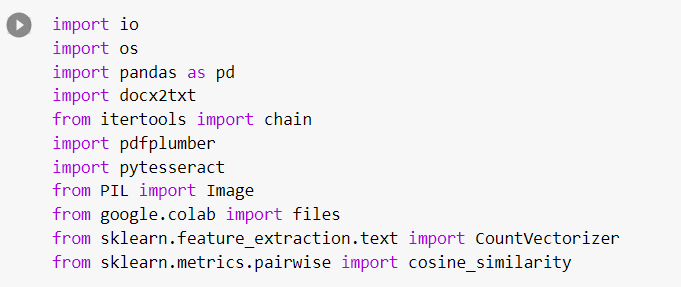 import io
import os
import pandas as pd
import docx2txt
from itertools import chain
import pdfplumber
import pytesseract
from PIL import Image
from google.colab import files
from sklearn.feature_extraction.text import CountVectorizer
from sklearn.metrics.pairwise import cosine_similarity